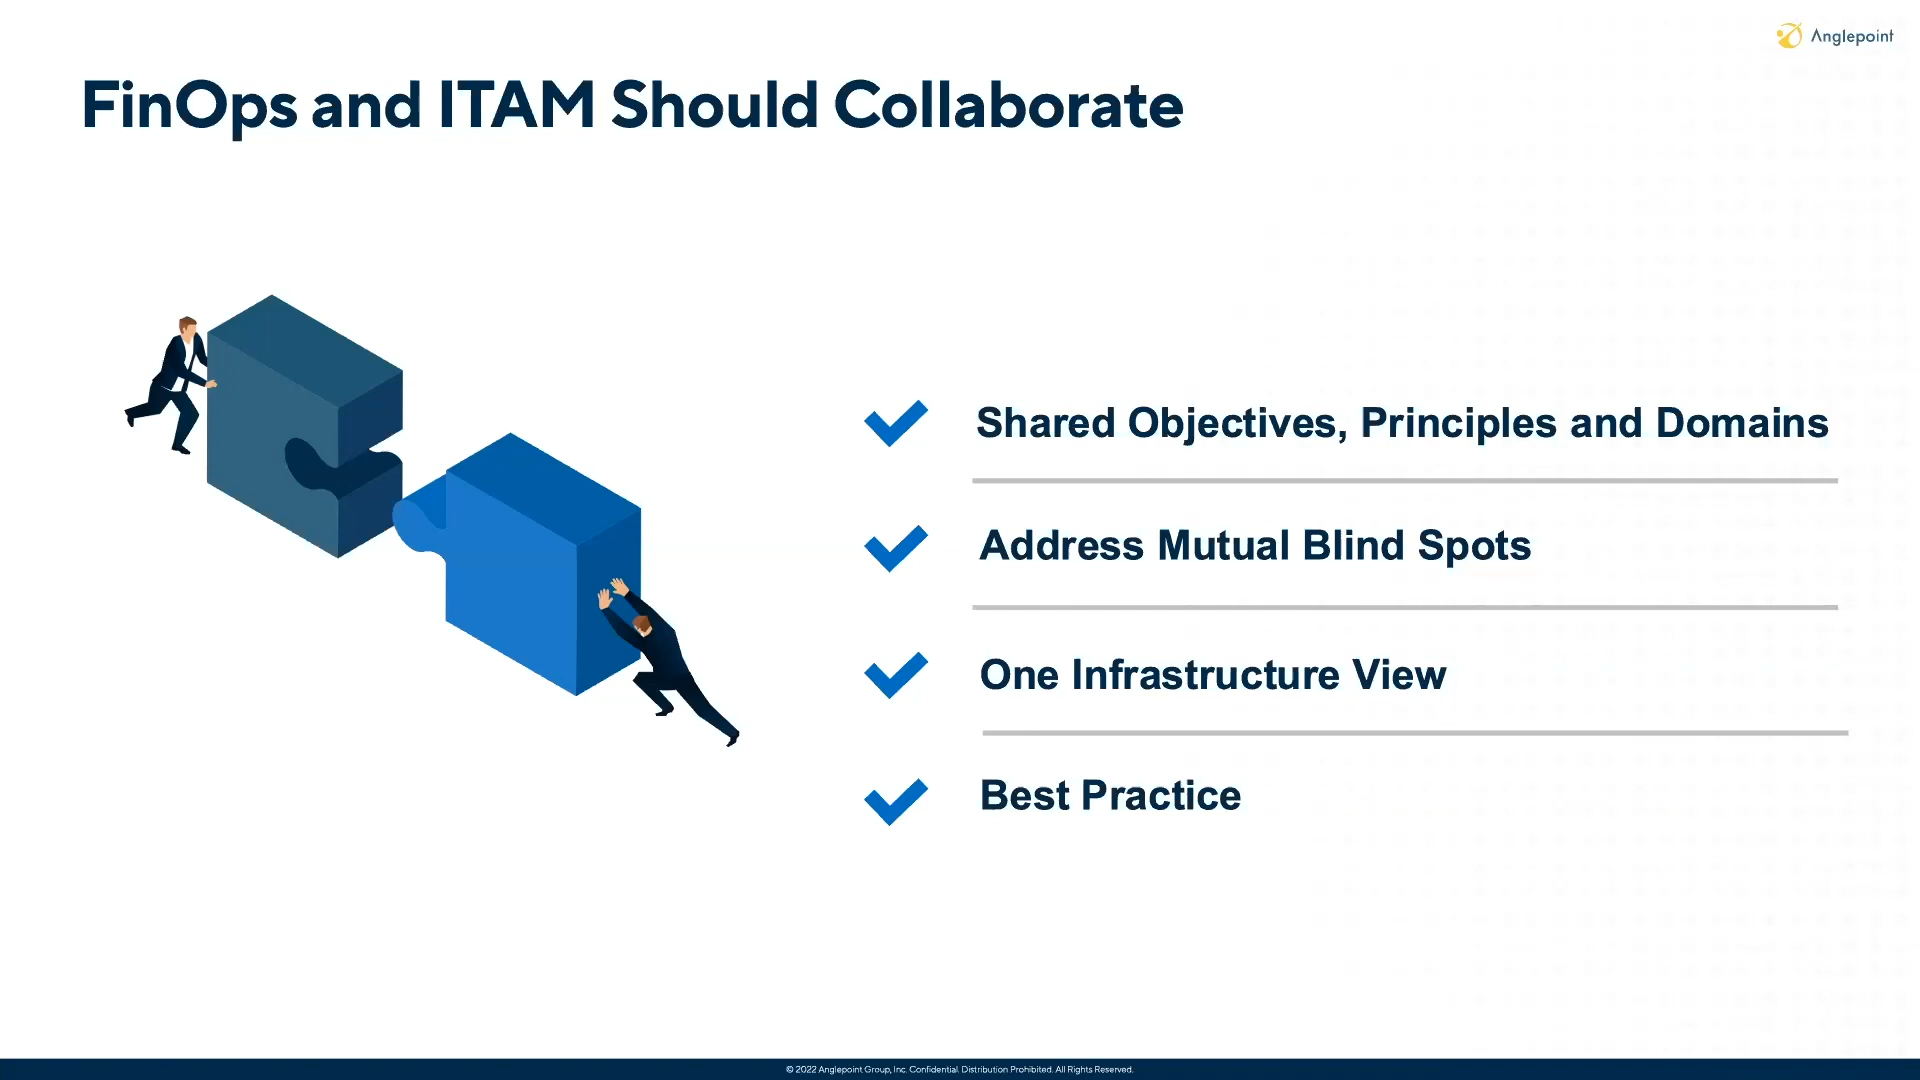 Anglepoint
FinOps and ITAM Should Collaborate
Shared Objectives, Principles and Domains
Address Mutual Blind Spots
One Infrastructure View
Best Practice
© 2022 Anglepoint Group, Inc. Confidential. Distribution Prohibited. All Rights Reserved.